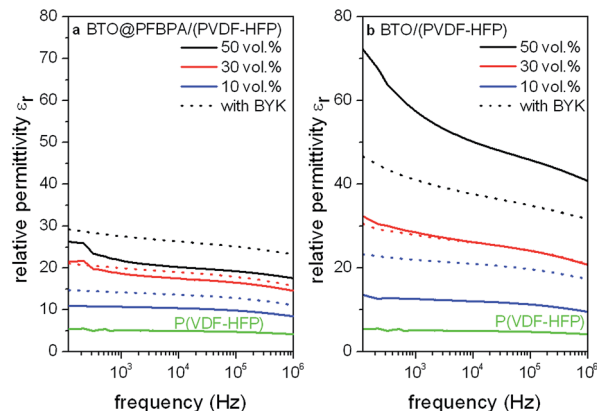 a BTO@PFBPA/(PVDF-HFP)
50 vol.%
30 vol.%
10 vol.%
with BYK
P(VDF-HFP)
80
70
60
50
40
30
20
10
0
relative permittivity εr
10³
10⁴
10⁵
10⁶
frequency (Hz)
b BTO/(PVDF-HFP)
50 vol.%
30 vol.%
10 vol.%
with BYK
P(VDF-HFP)
80
70
60
50
40
30
20
10
0
relative permittivity εr
10³
10⁴
10⁵
10⁶
frequency (Hz)